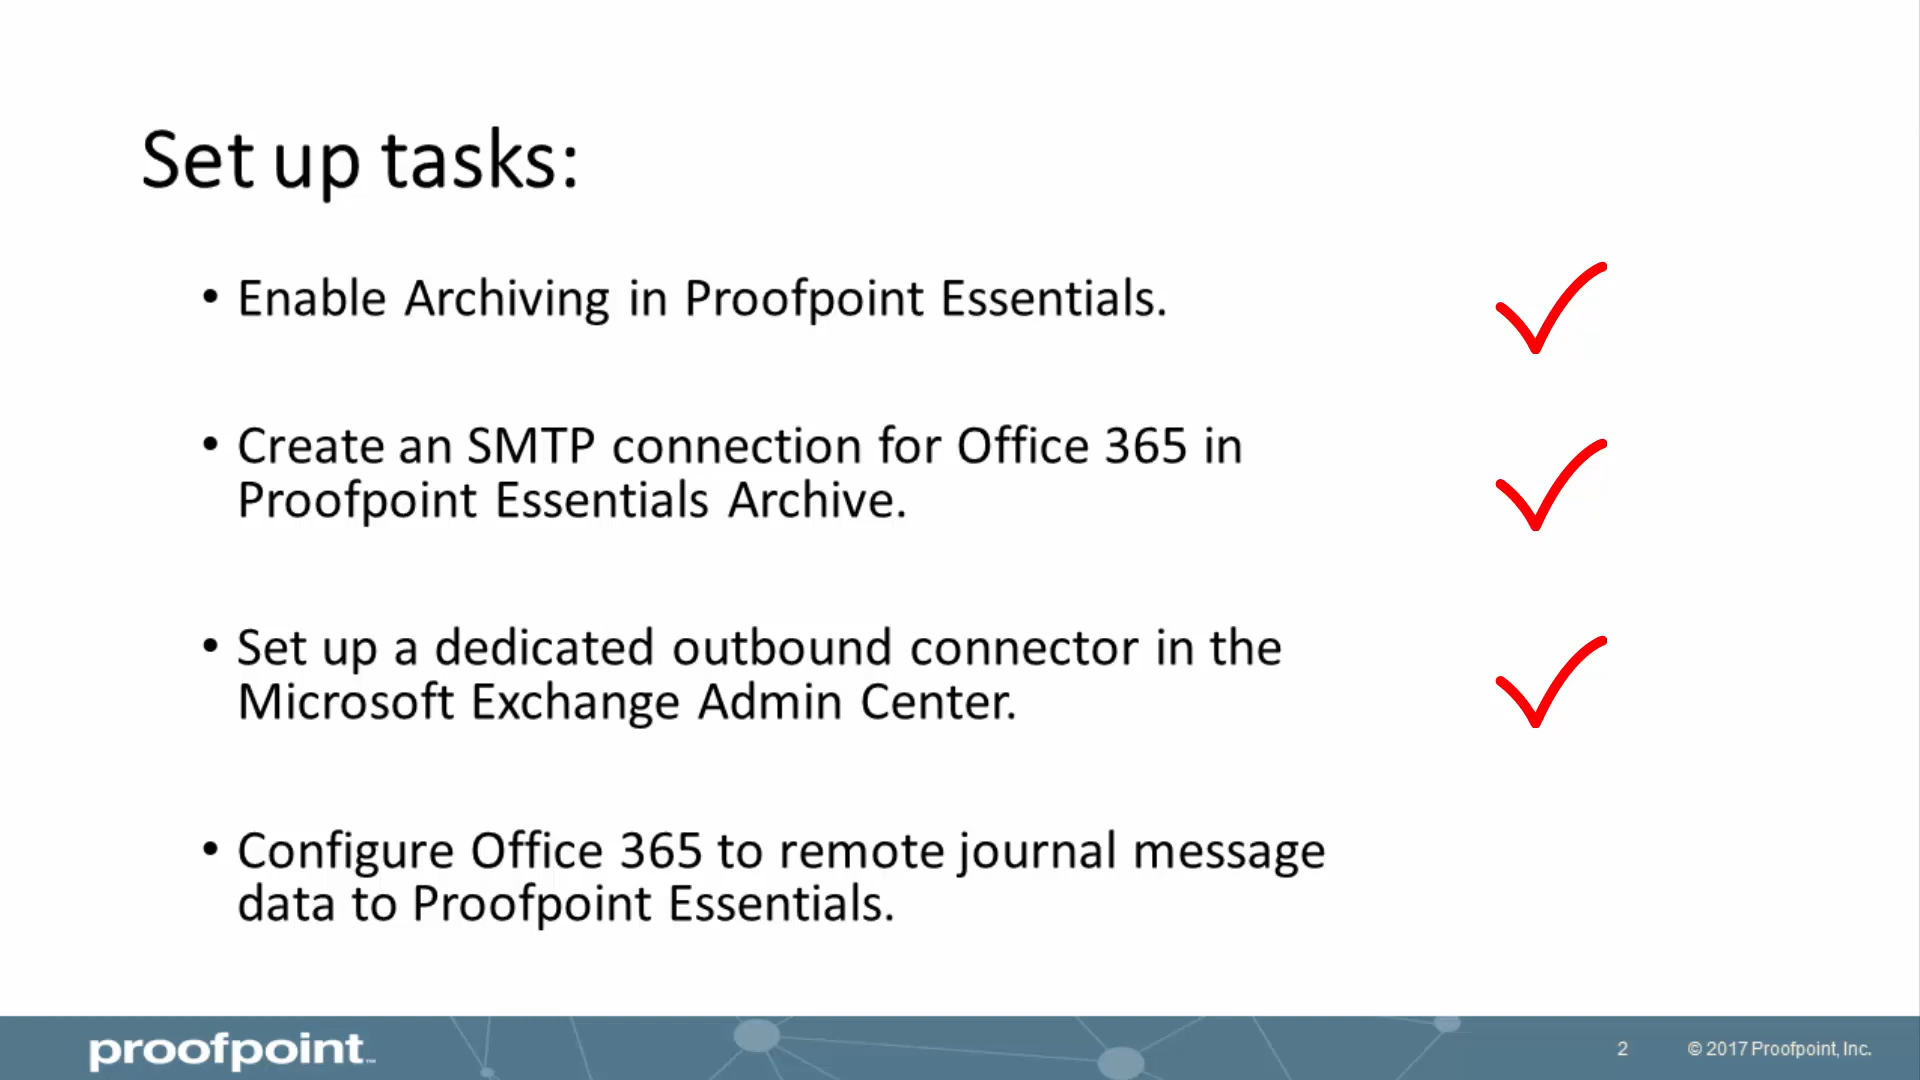 Set up tasks:
• Enable Archiving in Proofpoint Essentials.
• Create an SMTP connection for Office 365 in
Proofpoint Essentials Archive.
• Set up a dedicated outbound connector in the
Microsoft Exchange Admin Center.
• Configure Office 365 to remote journal message
data to Proofpoint Essentials.
proofpoint™
2
© 2017 Proofpoint, Inc.